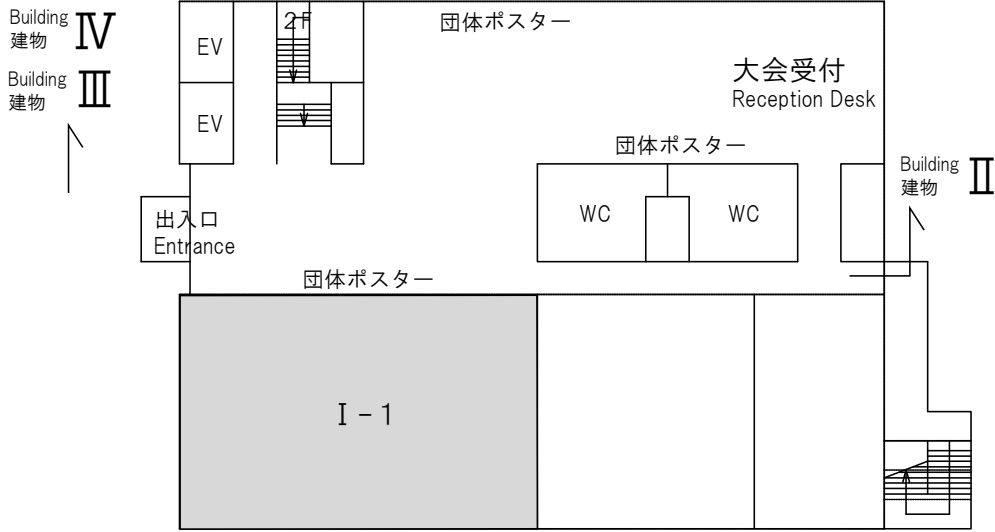 Building
建物
Ⅳ
Building
建物
Ⅲ
EV
EV
2F
団体ポスター
大会受付
Reception Desk
団体ポスター
WC
WC
Building
建物
Ⅱ
出入口
Entrance
団体ポスター
Ⅰ－1